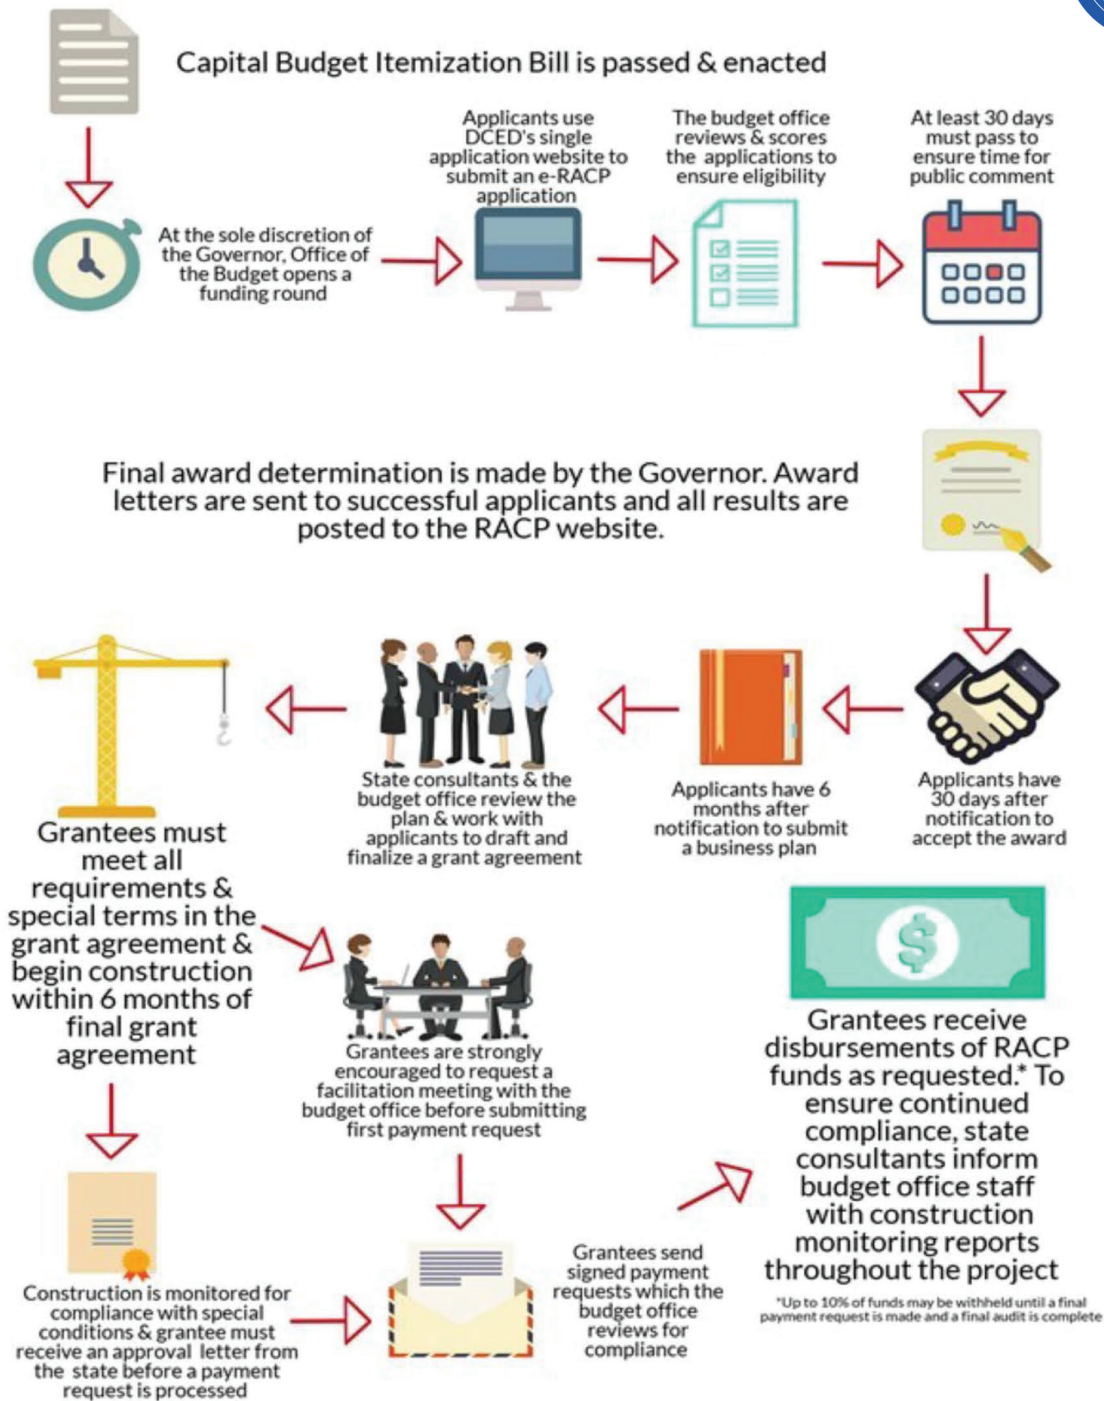 Capital Budget Itemization Bill is passed & enacted
At the sole discretion of
the Governor, Office of
the Budget opens a
funding round
Applicants use
DCED's single
application website to
submit an e-RACP
application
The budget office
reviews & scores
the applications to
ensure eligibility
At least 30 days
must pass to
ensure time for
public comment
Final award determination is made by the Governor. Award
letters are sent to successful applicants and all results are
posted to the RACP website.
Applicants have
30 days after
notification to
accept the award
Applicants have 6
months after
notification to submit
a business plan
State consultants & the
budget office review the
plan & work with
applicants to draft and
finalize a grant agreement
Grantees must
meet all
requirements &
special terms in the
grant agreement &
begin construction
within 6 months of
final grant
agreement
Grantees are strongly
encouraged to request a
facilitation meeting with the
budget office before submitting
first payment request
Construction is monitored for
compliance with special
conditions & grantee must
receive an approval letter from
the state before a payment
request is processed
Grantees send
signed payment
requests which the
budget office
reviews for
compliance
$
Grantees receive
disbursements of RACP
funds as requested.* To
ensure continued
compliance, state
consultants inform
budget office staff
with construction
monitoring reports
throughout the project
*Up to 10% of funds may be withheld until a final
payment request is made and a final audit is complete